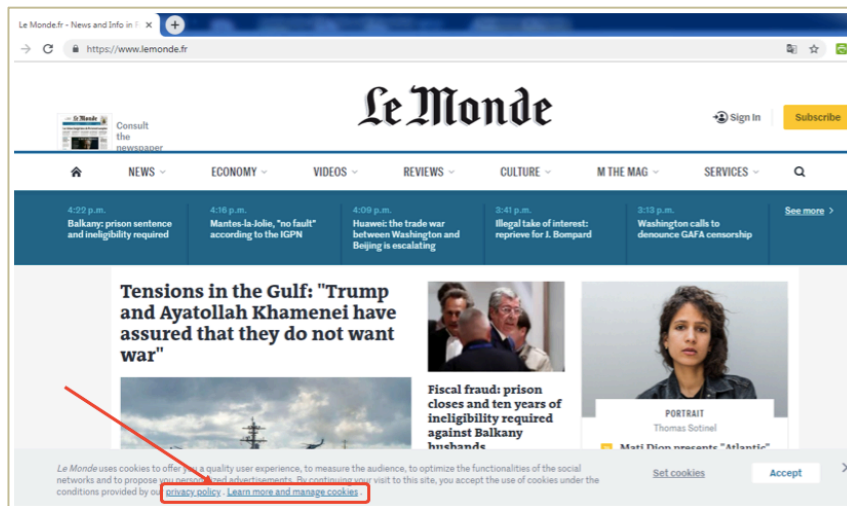 Le Monde.fr - News and Info in F
https://www.lemonde.fr
Le Monde
Consult
the
newspaper
Le Monde
Sign In
Subscribe
NEWS
ECONOMY
VIDEOS
REVIEWS
CULTURE
M THE MAG
SERVICES
4:22 p.m.
Balkany: prison sentence
and ineligibility required
4:16 p.m.
Mantes-la-Jolie, "no fault"
according to the IGPN
4:09 p.m.
Huawei: the trade war
between Washington and
Beijing is escalating
3:41 p.m.
Illegal take of interest:
reprieve for J. Bompard
3:13 p.m.
Washington calls to
denounce GAFA censorship
See more
Tensions in the Gulf: "Trump
and Ayatollah Khamenei have
assured that they do not want
war"
Fiscal fraud: prison
closes and ten years of
ineligibility required
against Balkany
husbands
PORTRAIT
Thomas Sotinel
Mati Diop presents "Atlantic"
Le Monde uses cookies to offer you a quality user experience, to measure the audience, to optimize the functionalities of the social
networks and to propose you personalized advertisements. By continuing your visit to this site, you accept the use of cookies under the
conditions provided by our privacy policy . Learn more and manage cookies .
Set cookies
Accept